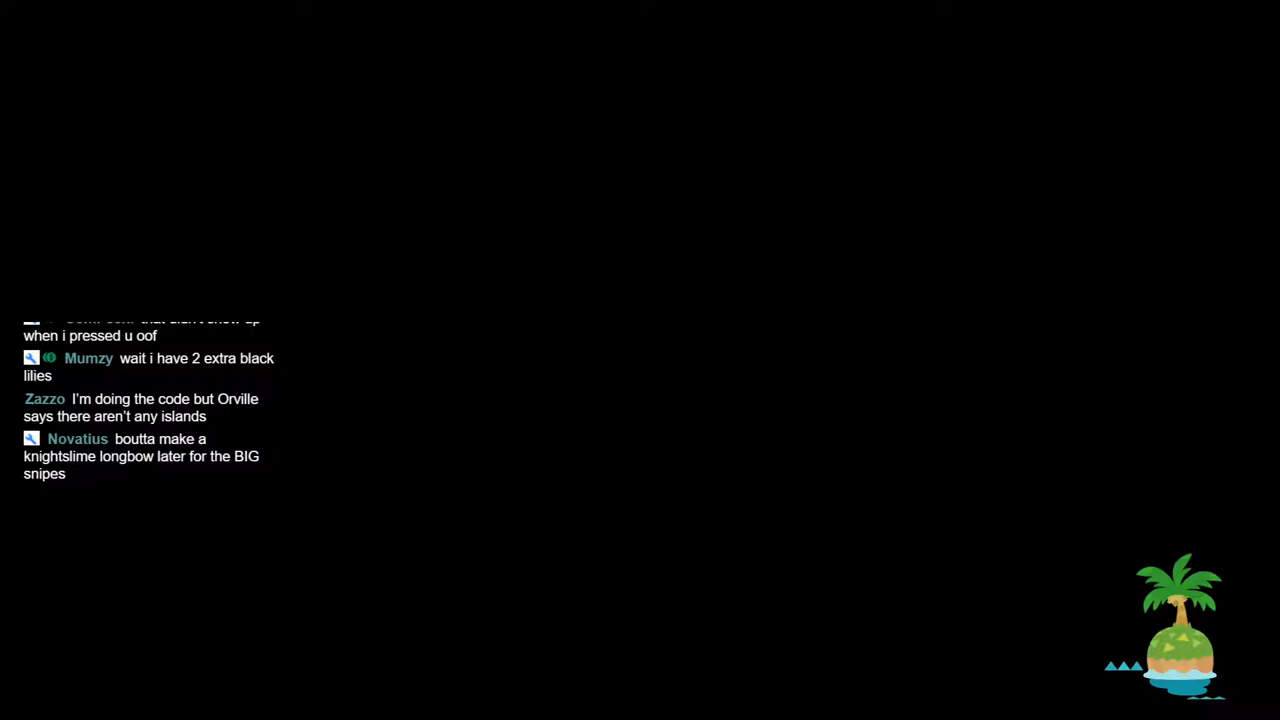 when i pressed u oof
Mumzy wait i have 2 extra black
lilies
Zazzo I’m doing the code but Orville
says there aren’t any islands
Novatius boutta make a
knightslime longbow later for the BIG
snipes